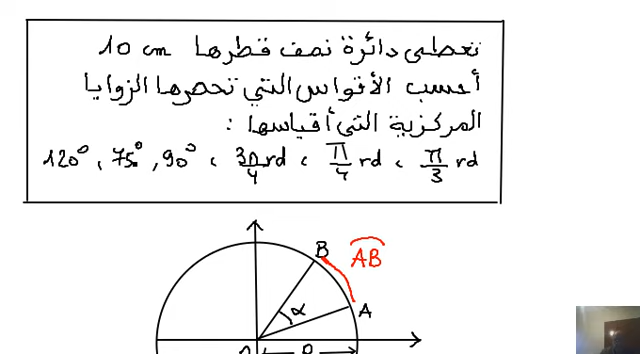 تعطى دائرة نصف قطرها 10 cm
أحسب الأقواس التي تحصرها الزوايا
المركزية التي أقياسها :
π/3 rd ، π/4 rd ، 3π/4 rd ، 90° ، 75° ، 120°
B
AB
α
A
R